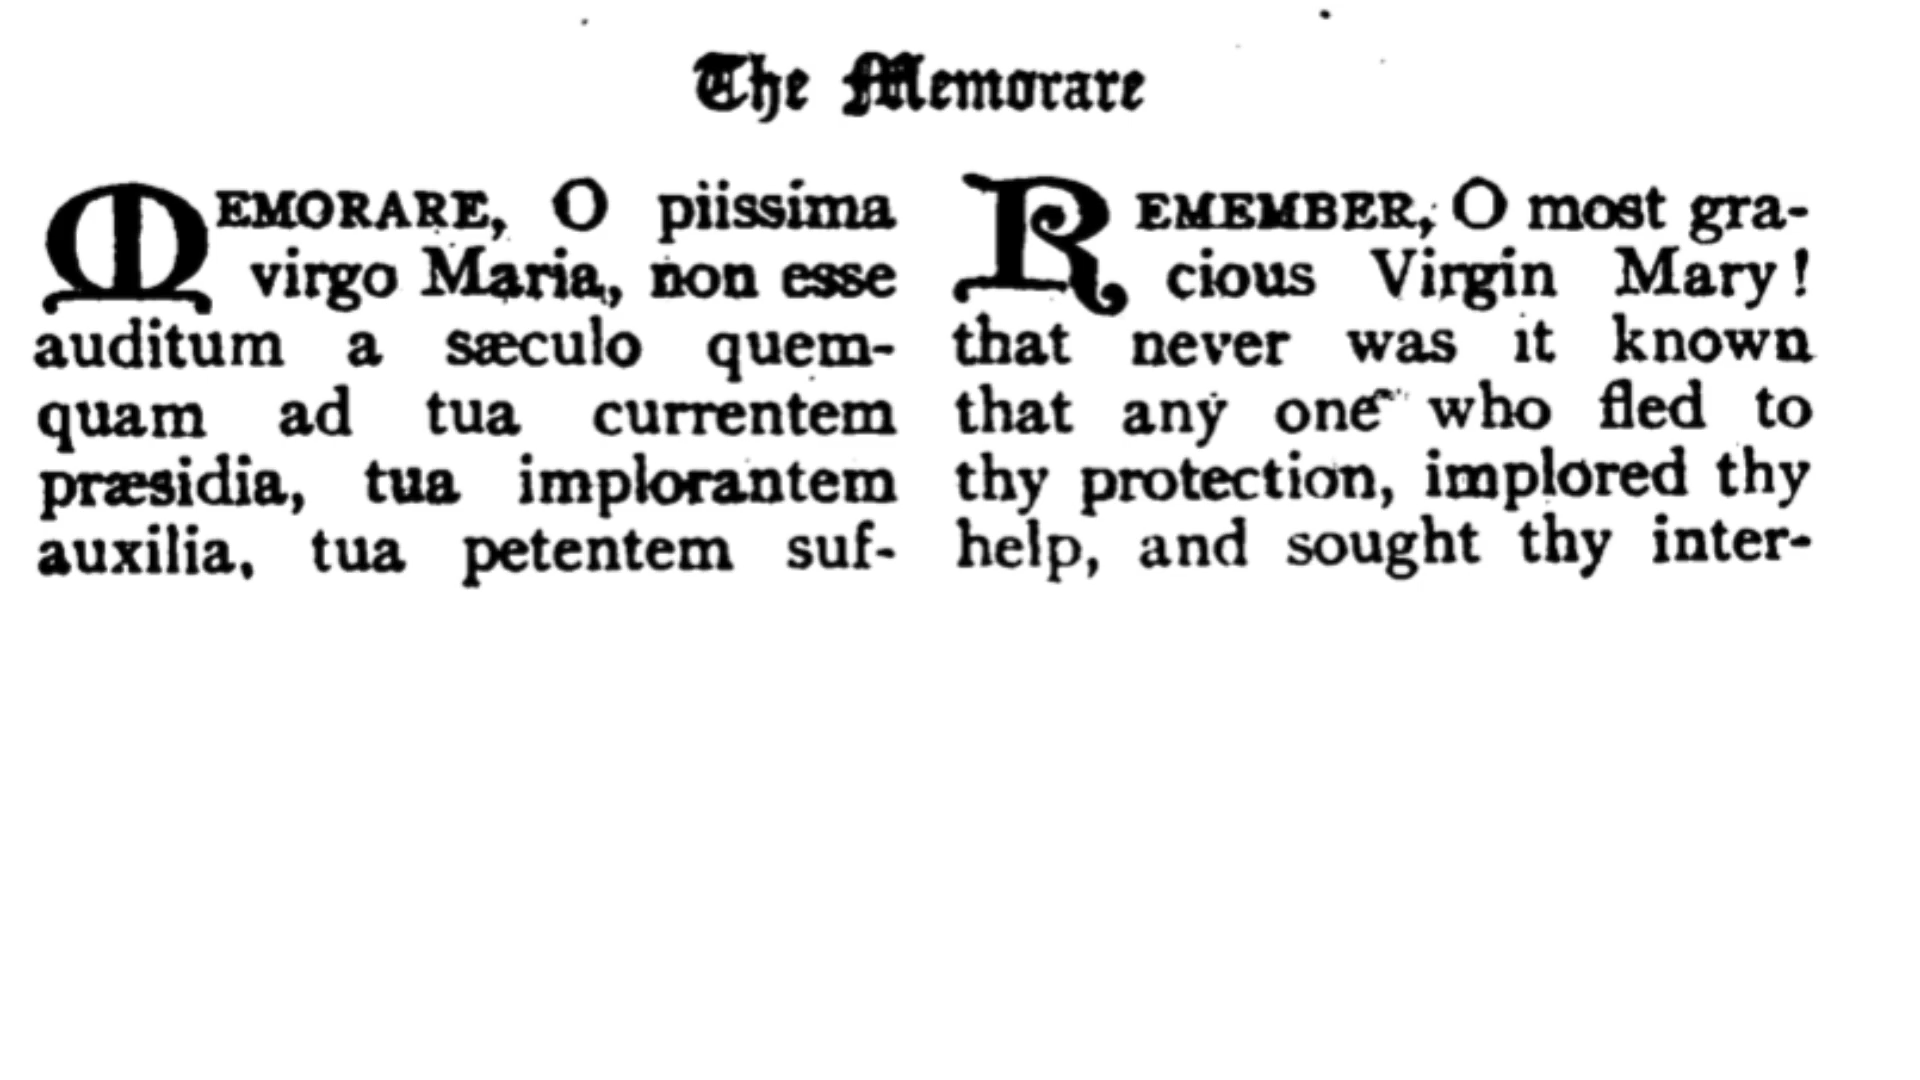 The Memorare
MEMORARE, O piissima
virgo Maria, non esse
auditum a sæculo quem-
quam ad tua currentem
præsidia, tua implorantem
auxilia, tua petentem suf-
REMEMBER, O most gra-
cious Virgin Mary!
that never was it known
that any one who fled to
thy protection, implored thy
help, and sought thy inter-